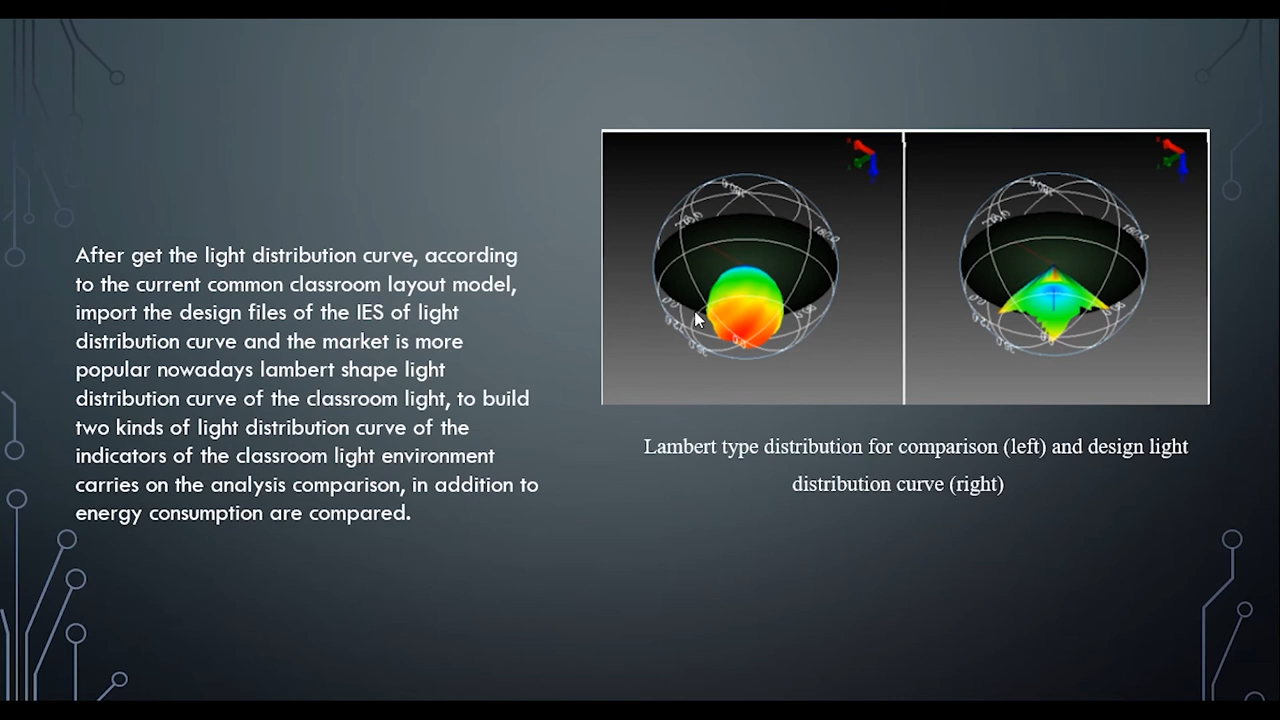 After get the light distribution curve, according
to the current common classroom layout model,
import the design files of the IES of light
distribution curve and the market is more
popular nowadays lambert shape light
distribution curve of the classroom light, to build
two kinds of light distribution curve of the
indicators of the classroom light environment
carries on the analysis comparison, in addition to
energy consumption are compared.
Lambert type distribution for comparison (left) and design light
distribution curve (right)